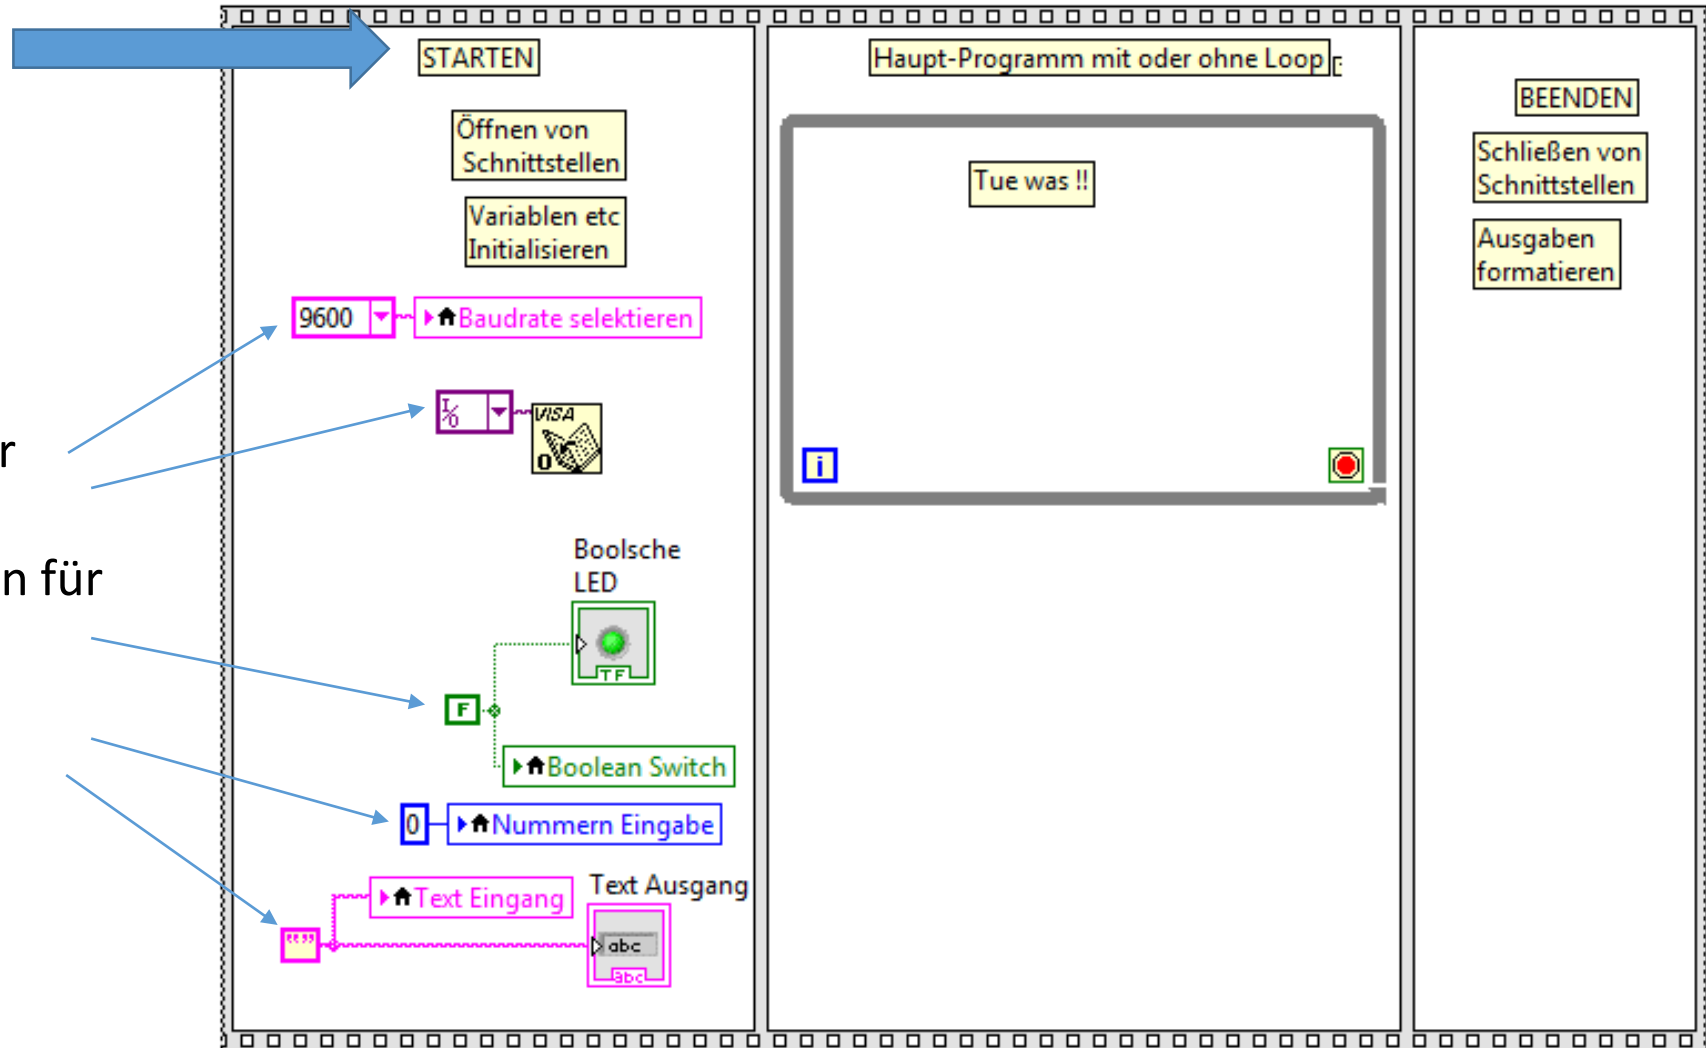 STARTEN
Öffnen von
Schnittstellen
Variablen etc
Initialisieren
9600
Baudrate selektieren
I/O
VISA
O
r
n für
Boolsche
LED
TF
F
Boolean Switch
0
Nummern Eingabe
Text Eingang
Text Ausgang
abc
abc
Haupt-Programm mit oder ohne Loop
Tue was !!
i
BEENDEN
Schließen von
Schnittstellen
Ausgaben
formatieren